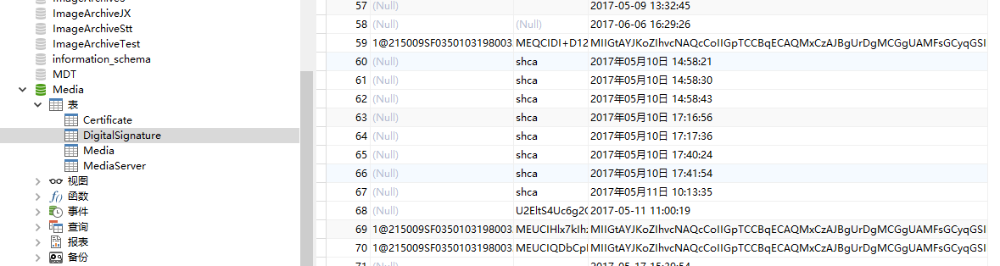 ImageArchiveJX
ImageArchiveStt
ImageArchiveTest
information_schema
MDT
Media
表
Certificate
DigitalSignature
Media
MediaServer
视图
函数
事件
查询
报表
备份
57 (Null) 2017-05-09 13:32:45
58 (Null) (Null) 2017-06-06 16:29:26
59 1@215009SF0350103198003 MEQCIDI+D12 MIIGtAYJKoZIhvcNAQcCoIIGpTCCBqECAQMxCzAJBgUrDgMCGgUAMFsGCyqGSI
60 (Null) shca 2017年05月10日 14:58:21
61 (Null) shca 2017年05月10日 14:58:30
62 (Null) shca 2017年05月10日 14:58:43
63 (Null) shca 2017年05月10日 17:16:56
64 (Null) shca 2017年05月10日 17:17:36
65 (Null) shca 2017年05月10日 17:40:24
66 (Null) shca 2017年05月10日 17:41:54
67 (Null) shca 2017年05月11日 10:13:35
68 (Null) U2EltS4Uc6g2C 2017-05-11 11:00:19
69 1@215009SF0350103198003 MEUCIHlx7kIh MIIGtAYJKoZIhvcNAQcCoIIGpTCCBqECAQMxCzAJBgUrDgMCGgUAMFsGCyqGSI
70 1@215009SF0350103198003 MEUCIQDbCp MIIGtAYJKoZIhvcNAQcCoIIGpTCCBqECAQMxCzAJBgUrDgMCGgUAMFsGCyqGSI